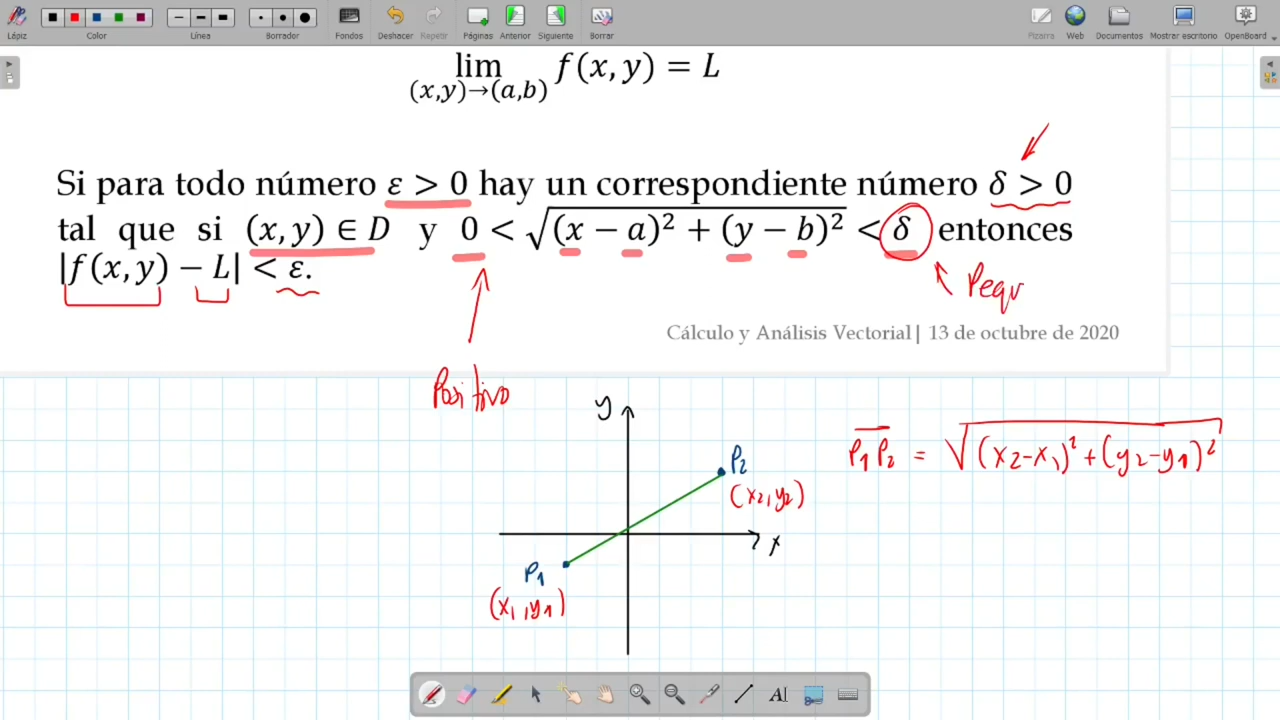 Lápiz Color Línea Borrador Fondos Deshacer Repetir Páginas Anterior Siguiente Borrar Pizarra Web Documentos Mostrar escritorio OpenBoard
lim f(x, y) = L
(x,y)→(a,b)
Si para todo número ε > 0 hay un correspondiente número δ > 0
tal que si (x, y) ∈ D y 0 < √(x − a)² + (y − b)² < δ entonces
|f(x, y) − L| < ε.
Pequ
Cálculo y Análisis Vectorial| 13 de octubre de 2020
Positivo
y
P1P2 = √(x2-x1)² + (y2-y1)²
P2
(x2, y2)
x
P1
(x1, y1)
AI